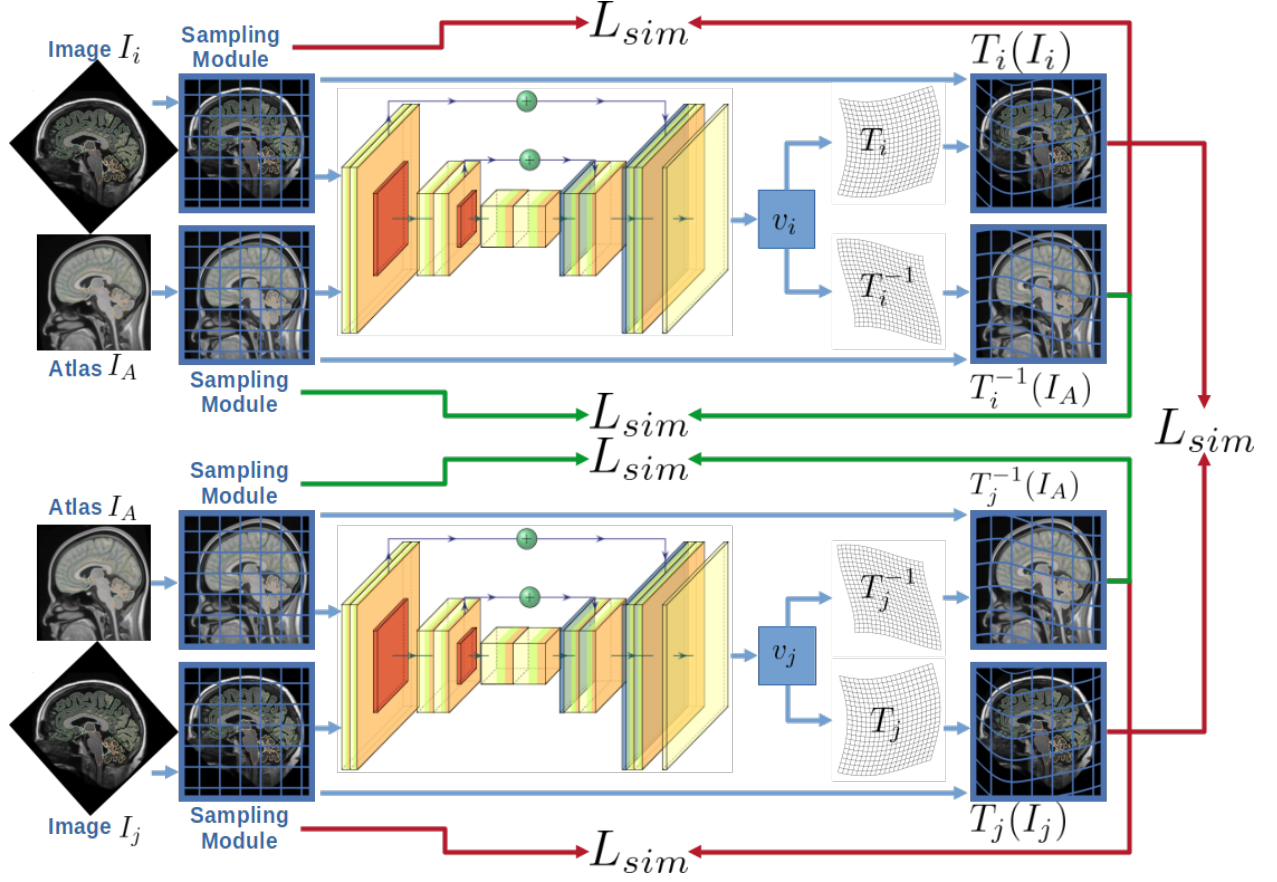 L_{sim}
Image I_i
Sampling
Module
T_i(I_i)
+
+
T_i
v_i
T_i^{-1}
Atlas I_A
Sampling
Module
T_i^{-1}(I_A)
L_{sim}
L_{sim}
L_{sim}
Sampling
Module
T_j^{-1}(I_A)
Atlas I_A
+
+
T_j^{-1}
v_j
T_j
Image I_j
Sampling
Module
T_j(I_j)
L_{sim}